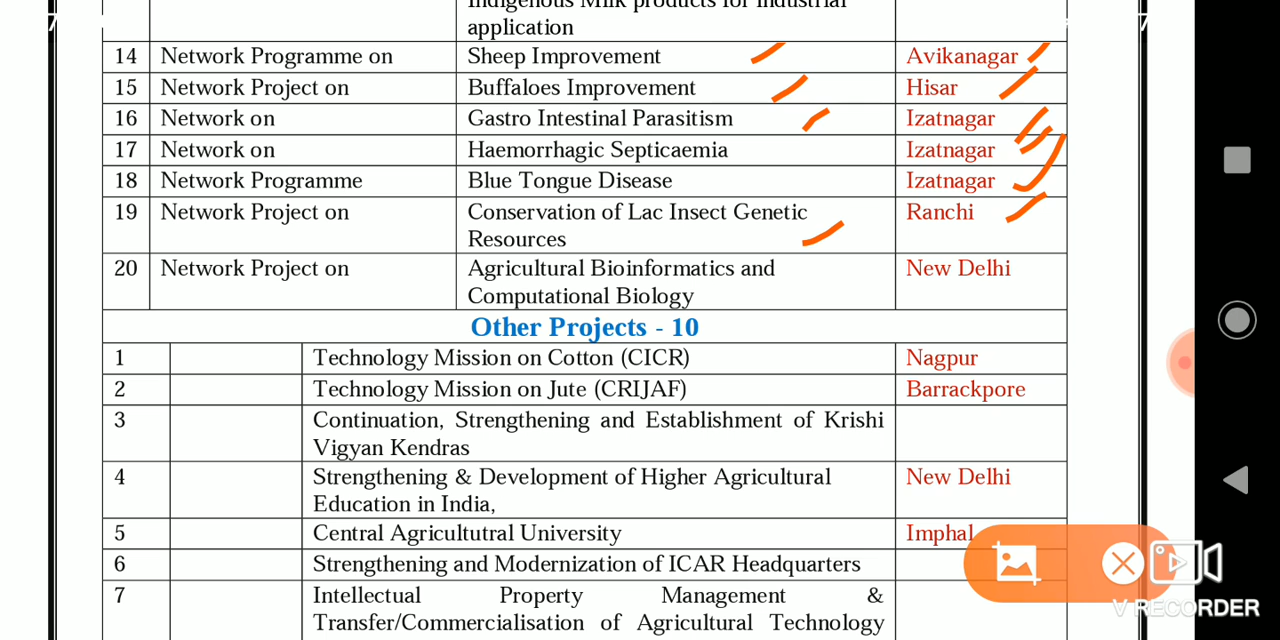 Indigenous Milk products for industrial
application
14 Network Programme on Sheep Improvement Avikanagar
15 Network Project on Buffaloes Improvement Hisar
16 Network on Gastro Intestinal Parasitism Izatnagar
17 Network on Haemorrhagic Septicaemia Izatnagar
18 Network Programme Blue Tongue Disease Izatnagar
19 Network Project on Conservation of Lac Insect Genetic Ranchi
Resources
20 Network Project on Agricultural Bioinformatics and New Delhi
Computational Biology
Other Projects - 10
1 Technology Mission on Cotton (CICR) Nagpur
2 Technology Mission on Jute (CRIJAF) Barrackpore
3 Continuation, Strengthening and Establishment of Krishi
Vigyan Kendras
4 Strengthening & Development of Higher Agricultural New Delhi
Education in India,
5 Central Agricultutral University Imphal
6 Strengthening and Modernization of ICAR Headquarters
7 Intellectual Property Management &
Transfer/Commercialisation of Agricultural Technology
V RECORDER